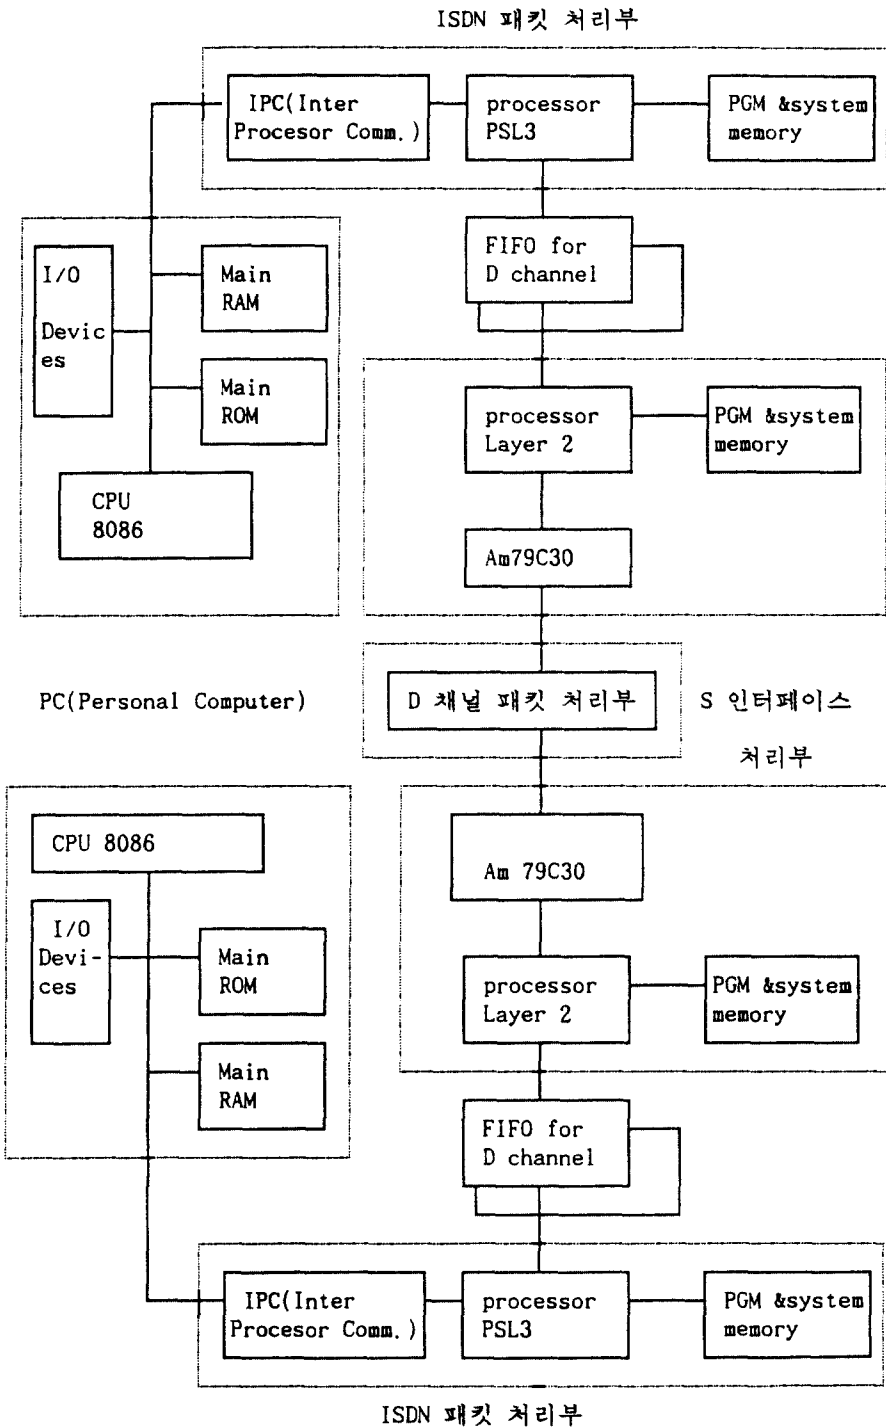 ISDN 패킷 처리부
IPC(Inter
Procesor Comm.)
processor
PSL3
PGM &system
memory
I/O
Devic
es
Main
RAM
Main
ROM
CPU
8086
FIFO for
D channel
processor
Layer 2
PGM &system
memory
Am79C30
PC(Personal Computer)
D 채널 패킷 처리부
S 인터페이스
처리부
CPU 8086
I/O
Devi-
ces
Main
ROM
Main
RAM
Am 79C30
processor
Layer 2
PGM &system
memory
FIFO for
D channel
IPC(Inter
Procesor Comm.)
processor
PSL3
PGM &system
memory
ISDN 패킷 처리부